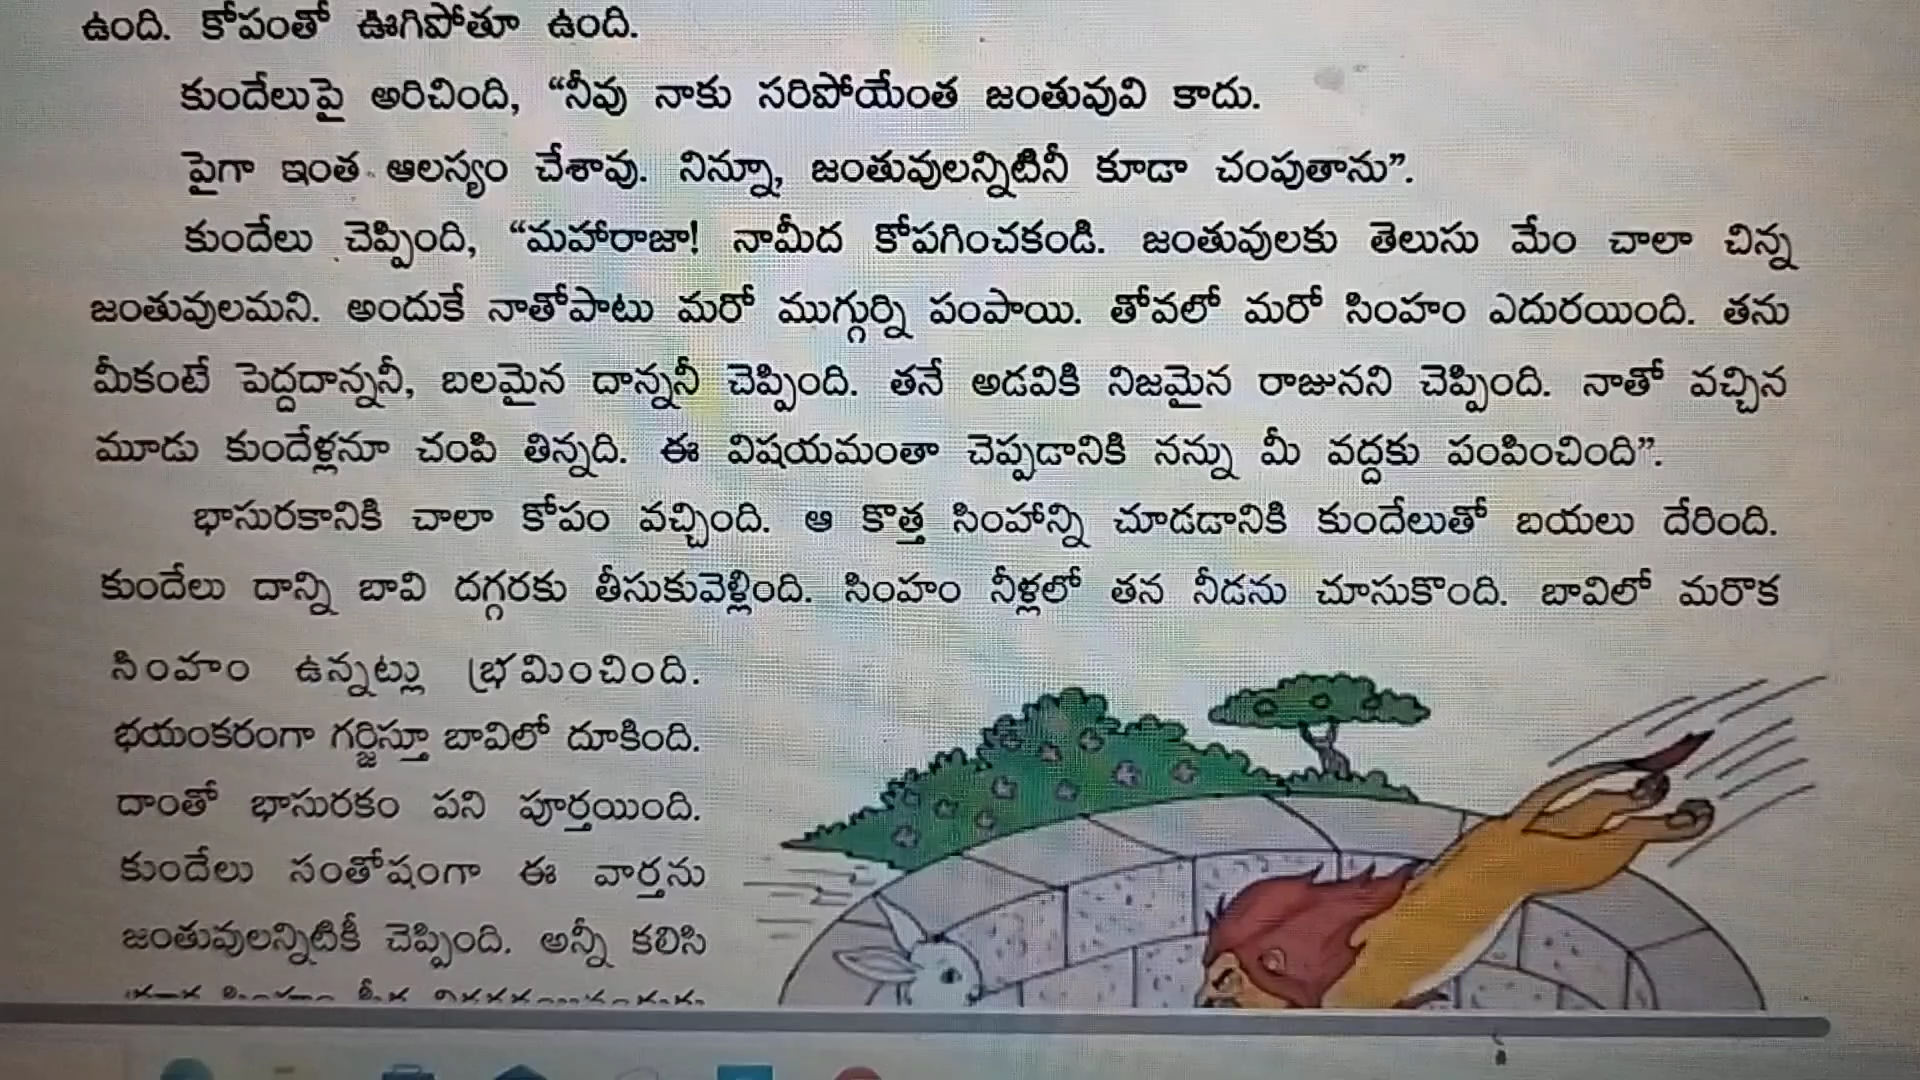 ఉంది. కోపంతో ఊగిపోతూ ఉంది.
కుందేలుపై అరిచింది, “నీవు నాకు సరిపోయేంత జంతువువి కాదు.
పైగా ఇంత ఆలస్యం చేశావు. నిన్నూ, జంతువులన్నిటినీ కూడా చంపుతాను”.
కుందేలు చెప్పింది, “మహారాజా! నామీద కోపగించకండి. జంతువులకు తెలుసు మేం చాలా చిన్న
జంతువులమని. అందుకే నాతోపాటు మరో ముగ్గుర్ని పంపాయి. తోవలో మరో సింహం ఎదురయింది. తను
మీకంటే పెద్దదాన్ననీ, బలమైన దాన్ననీ చెప్పింది. తనే అడవికి నిజమైన రాజునని చెప్పింది. నాతో వచ్చిన
మూడు కుందేళ్లనూ చంపి తిన్నది. ఈ విషయమంతా చెప్పడానికి నన్ను మీ వద్దకు పంపించింది”.
భాసురకానికి చాలా కోపం వచ్చింది. ఆ కొత్త సింహాన్ని చూడడానికి కుందేలుతో బయలు దేరింది.
కుందేలు దాన్ని బావి దగ్గరకు తీసుకువెళ్లింది. సింహం నీళ్లలో తన నీడను చూసుకొంది. బావిలో మరొక
సింహం ఉన్నట్లు భ్రమించింది.
భయంకరంగా గర్జిస్తూ బావిలో దూకింది.
దాంతో భాసురకం పని పూర్తయింది.
కుందేలు సంతోషంగా ఈ వార్తను
జంతువులన్నిటికీ చెప్పింది. అన్నీ కలిసి